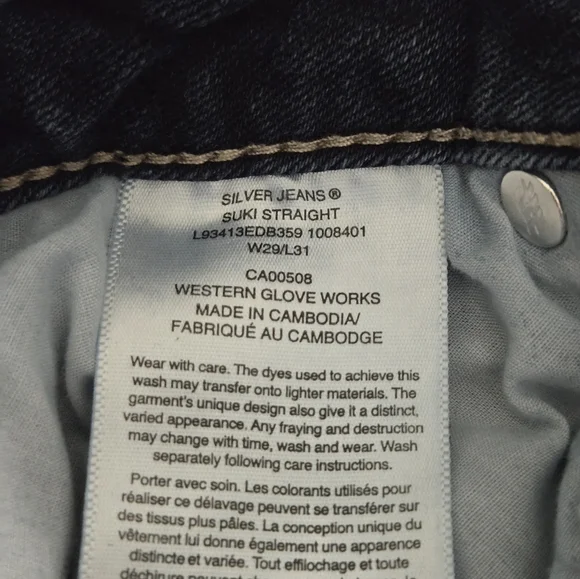 SILVER JEANS®
SUKI STRAIGHT
L93413EDB359 1008401
W29/L31
CA00508
WESTERN GLOVE WORKS
MADE IN CAMBODIA/
FABRIQUÉ AU CAMBODGE
Wear with care. The dyes used to achieve this
wash may transfer onto lighter materials. The
garment's unique design also give it a distinct,
varied appearance. Any fraying and destruction
may change with time, wash and wear. Wash
separately following care instructions.
Porter avec soin. Les colorants utilisés pour
réaliser ce délavage peuvent se transférer sur
des tissus plus pâles. La conception unique du
vêtement lui donne également une apparence
distincte et variée. Tout effilochage et toute